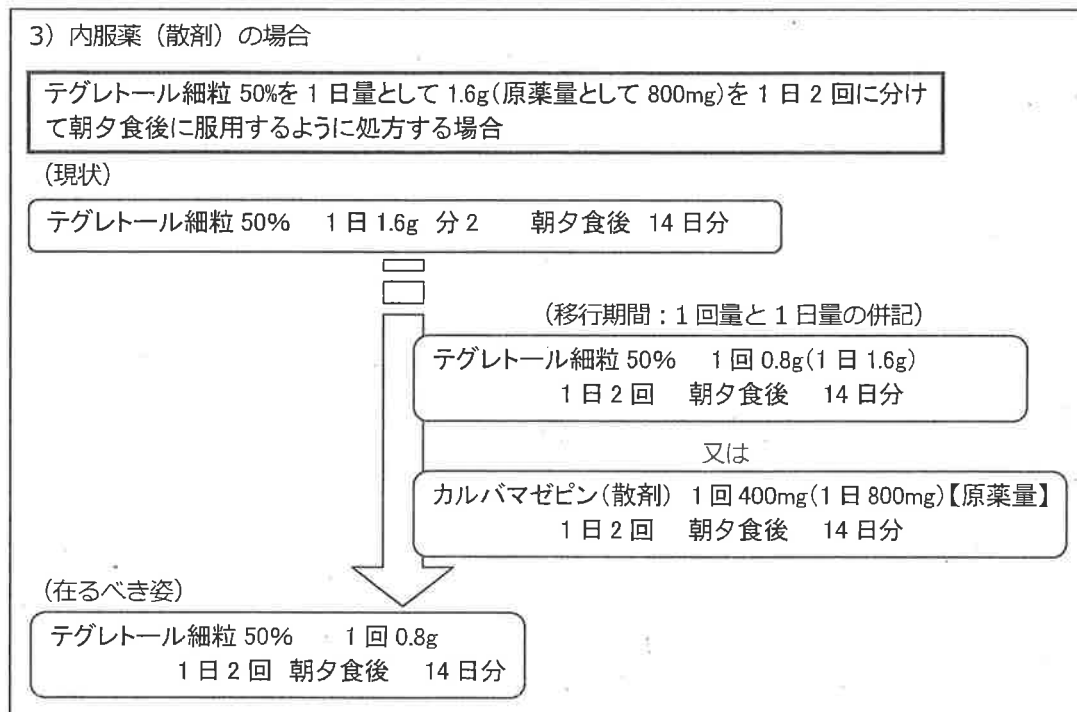 3）内服薬（散剤）の場合
テグレトール細粒 50%を 1 日量として 1.6g(原薬量として 800mg)を 1 日 2 回に分け
て朝夕食後に服用するように処方する場合
（現状）
テグレトール細粒 50%　1 日 1.6g 分 2　朝夕食後 14 日分
（移行期間：1 回量と 1 日量の併記）
テグレトール細粒 50%　1 回 0.8g(1 日 1.6g)
1 日 2 回　朝夕食後　14 日分
又は
カルバマゼピン(散剤) 1 回 400mg(1 日 800mg)【原薬量】
1 日 2 回　朝夕食後　14 日分
（在るべき姿）
テグレトール細粒 50%　1 回 0.8g
1 日 2 回 朝夕食後　14 日分